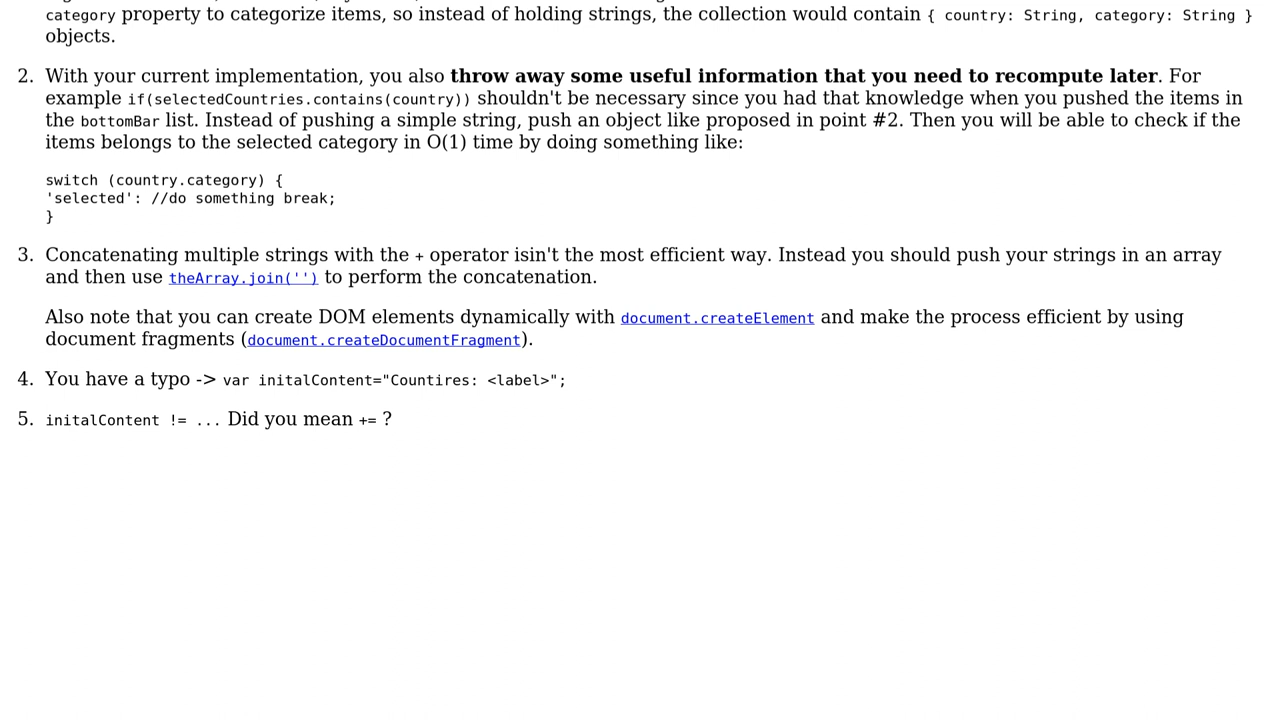 category property to categorize items, so instead of holding strings, the collection would contain { country: String, category: String }
objects.
2. With your current implementation, you also throw away some useful information that you need to recompute later. For
example if(selectedCountries.contains(country)) shouldn't be necessary since you had that knowledge when you pushed the items in
the bottomBar list. Instead of pushing a simple string, push an object like proposed in point #2. Then you will be able to check if the
items belongs to the selected category in O(1) time by doing something like:
switch (country.category) {
'selected': //do something break;
}
3. Concatenating multiple strings with the + operator isin't the most efficient way. Instead you should push your strings in an array
and then use theArray.join('') to perform the concatenation.
Also note that you can create DOM elements dynamically with document.createElement and make the process efficient by using
document fragments (document.createDocumentFragment).
4. You have a typo -> var initalContent="Countires: <label>";
5. initalContent != ... Did you mean += ?